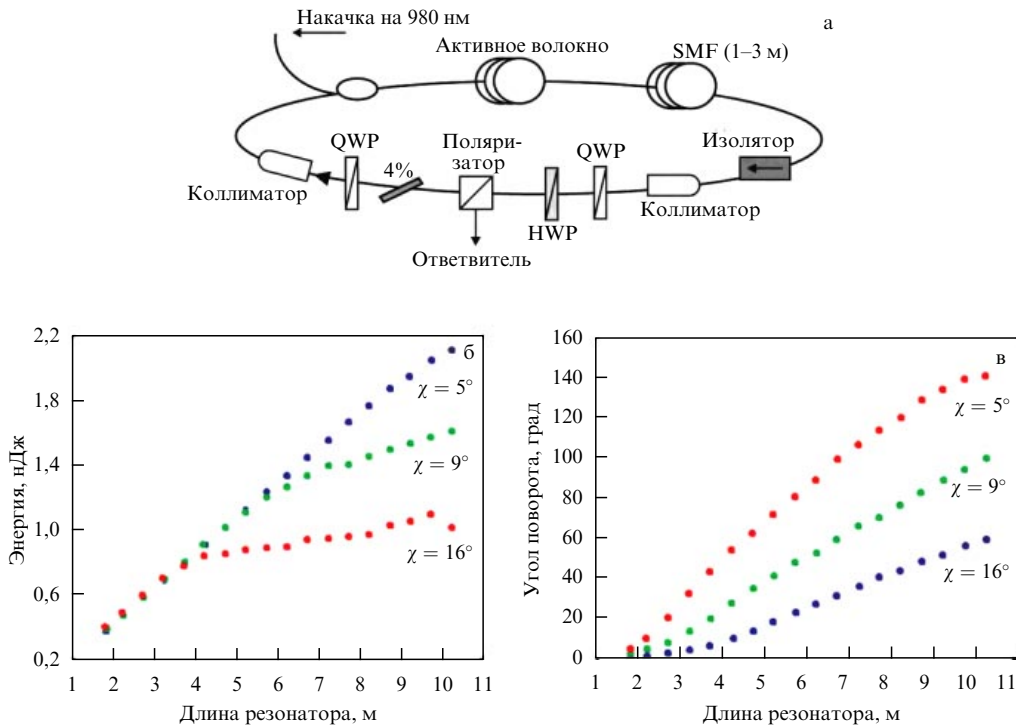 Накачка на 980 нм
а
Активное волокно
SMF (1–3 м)
QWP
4%
Поляри-
затор
QWP
Изолятор
Коллиматор
HWP
Коллиматор
Ответвитель
2,2
1,8
1,4
1,0
0,6
0,2
Энергия, нДж
б
χ = 5°
χ = 9°
χ = 16°
1 2 3 4 5 6 7 8 9 10 11
Длина резонатора, м
160
140
120
100
80
60
40
20
0
Угол поворота, град
в
χ = 5°
χ = 9°
χ = 16°
1 2 3 4 5 6 7 8 9 10 11
Длина резонатора, м